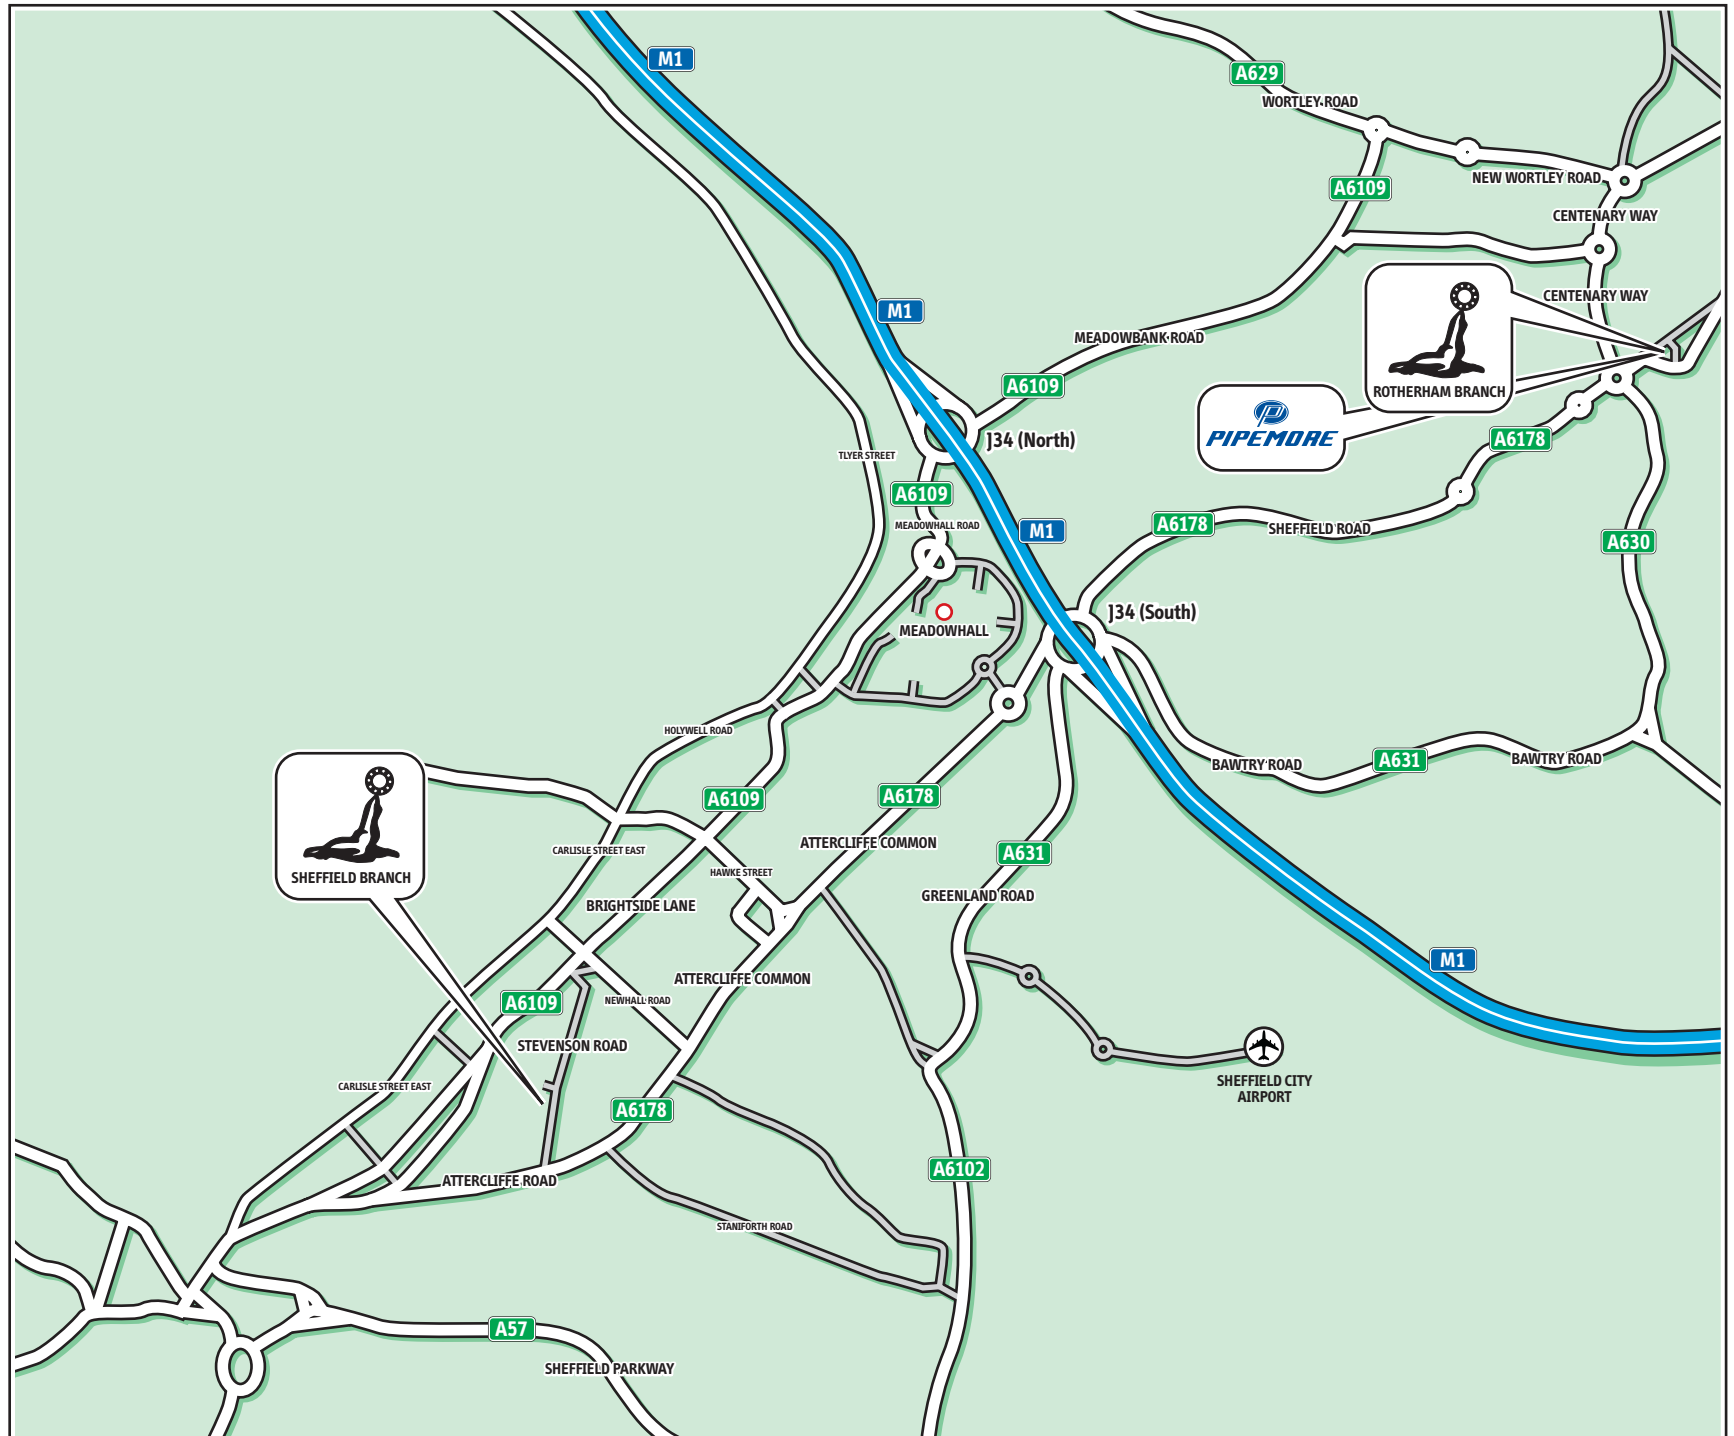 M1
A629
WORTLEY ROAD
NEW WORTLEY ROAD
A6109
CENTENARY WAY
CENTENARY WAY
M1
MEADOWBANK ROAD
A6109
ROTHERHAM BRANCH
PIPEMORE
A6178
J34 (North)
TLYER STREET
A6109
MEADOWHALL ROAD
M1
A6178
SHEFFIELD ROAD
A630
J34 (South)
MEADOWHALL
HOLYWELL ROAD
BAWTRY ROAD
A631
BAWTRY ROAD
A6109
A6178
ATTERCLIFFE COMMON
CARLISLE STREET EAST
A631
HAWKE STREET
SHEFFIELD BRANCH
GREENLAND ROAD
BRIGHTSIDE LANE
M1
ATTERCLIFFE COMMON
A6109
NEWHALL ROAD
STEVENSON ROAD
CARLISLE STREET EAST
SHEFFIELD CITY
AIRPORT
A6178
A6102
ATTERCLIFFE ROAD
STANIFORTH ROAD
A57
SHEFFIELD PARKWAY